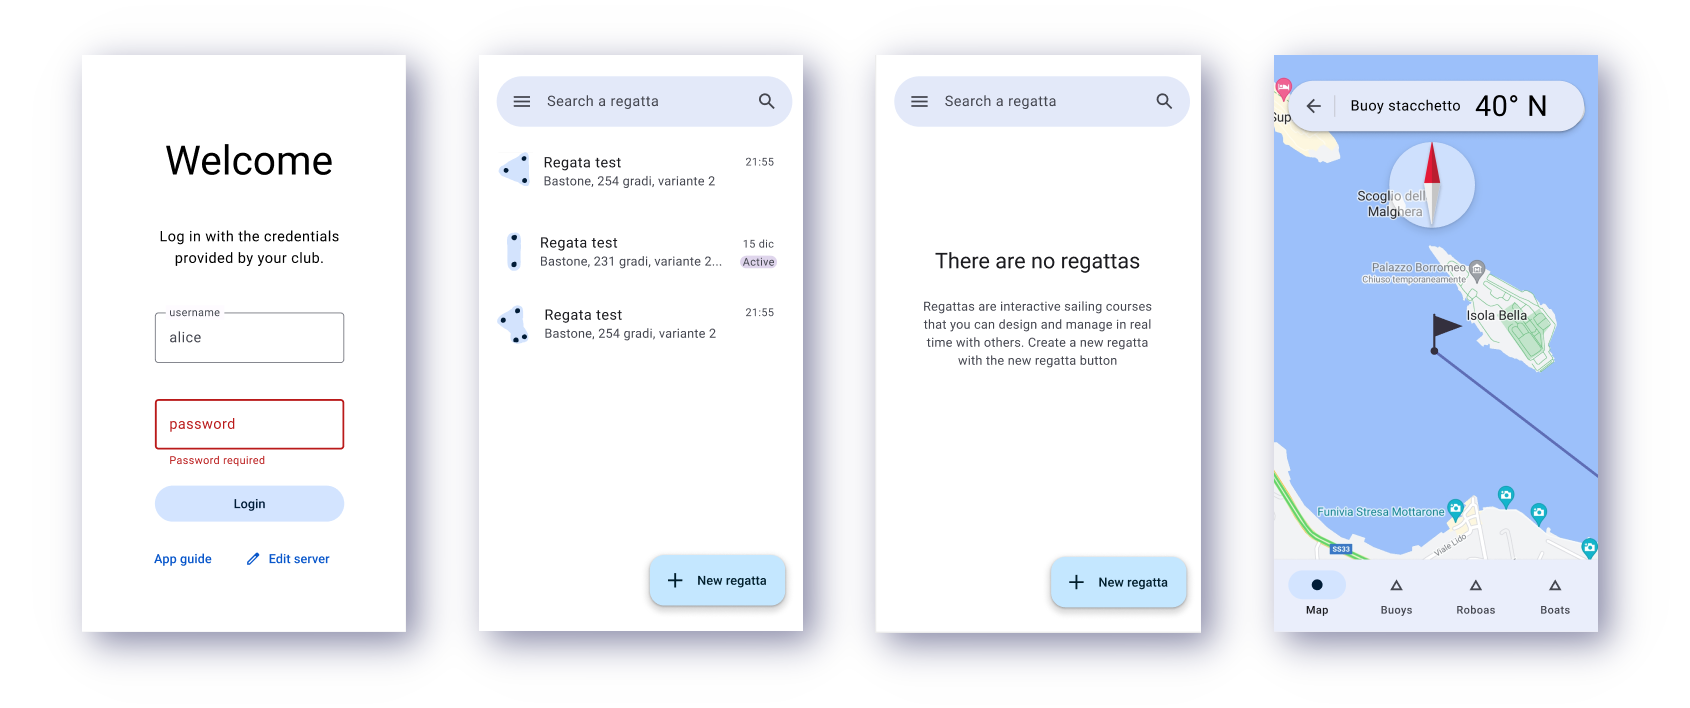 Welcome
Log in with the credentials
provided by your club.
username
alice
password
Password required
Login
App guide
Edit server
Search a regatta
Regata test
21:55
Bastone, 254 gradi, variante 2
Regata test
15 dic
Bastone, 231 gradi, variante 2...
Active
Regata test
21:55
Bastone, 254 gradi, variante 2
New regatta
Search a regatta
There are no regattas
Regattas are interactive sailing courses
that you can design and manage in real
time with others. Create a new regatta
with the new regatta button
New regatta
Buoy stacchetto 40° N
Sup
Scoglio dell
Malghera
Palazzo Borromeo
Chiuso temporaneamente
Isola Bella
Funivia Stresa Mottarone
Viale Lido
SS33
Map
Buoys
Roboas
Boats